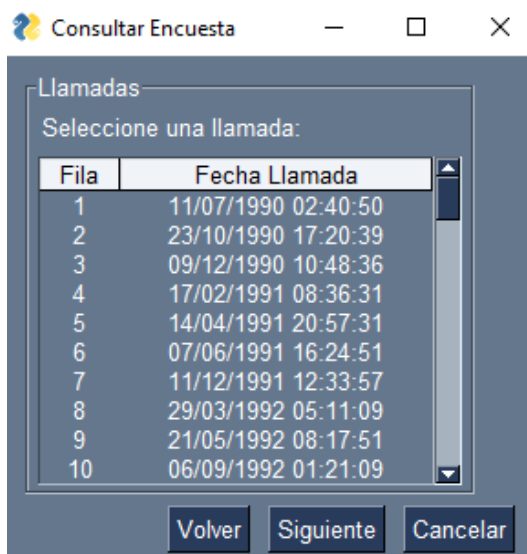 Consultar Encuesta
Llamadas
Seleccione una llamada:
Fila Fecha Llamada
1 11/07/1990 02:40:50
2 23/10/1990 17:20:39
3 09/12/1990 10:48:36
4 17/02/1991 08:36:31
5 14/04/1991 20:57:31
6 07/06/1991 16:24:51
7 11/12/1991 12:33:57
8 29/03/1992 05:11:09
9 21/05/1992 08:17:51
10 06/09/1992 01:21:09
Volver Siguiente Cancelar